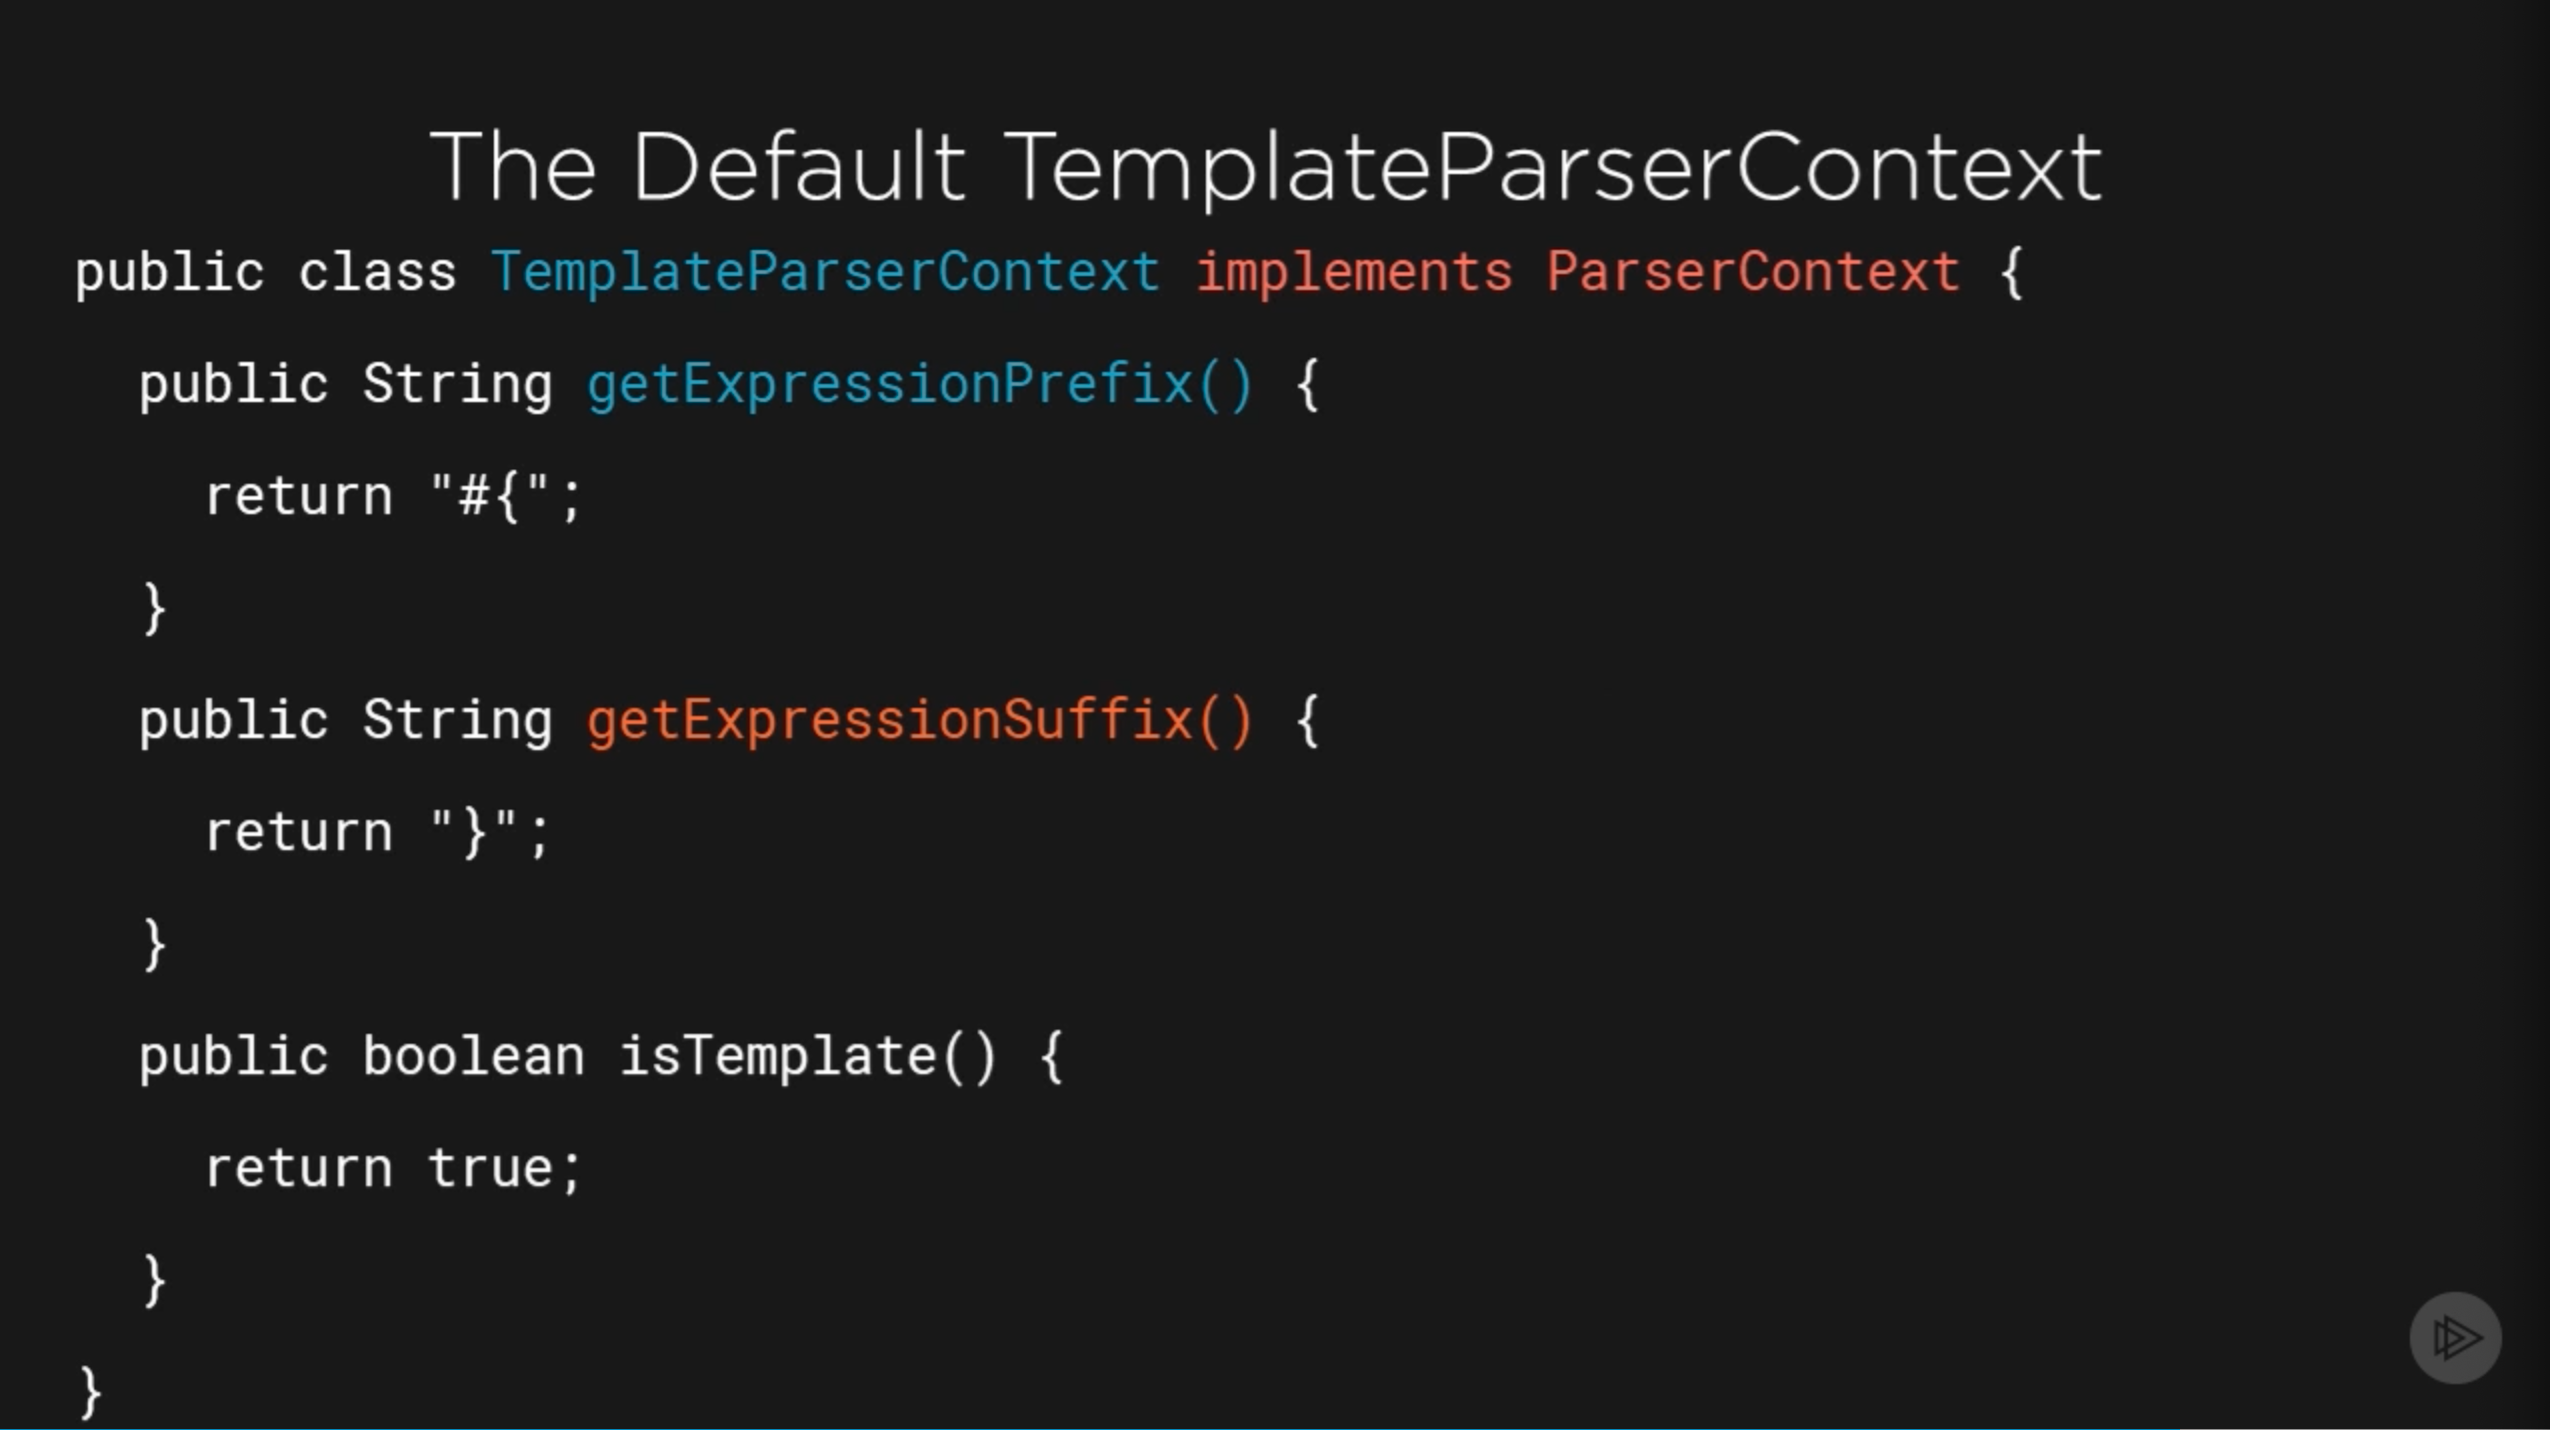 The Default TemplateParserContext
public class TemplateParserContext implements ParserContext {
public String getExpressionPrefix() {
return "#{";
}
public String getExpressionSuffix() {
return "}";
}
public boolean isTemplate() {
return true;
}
}